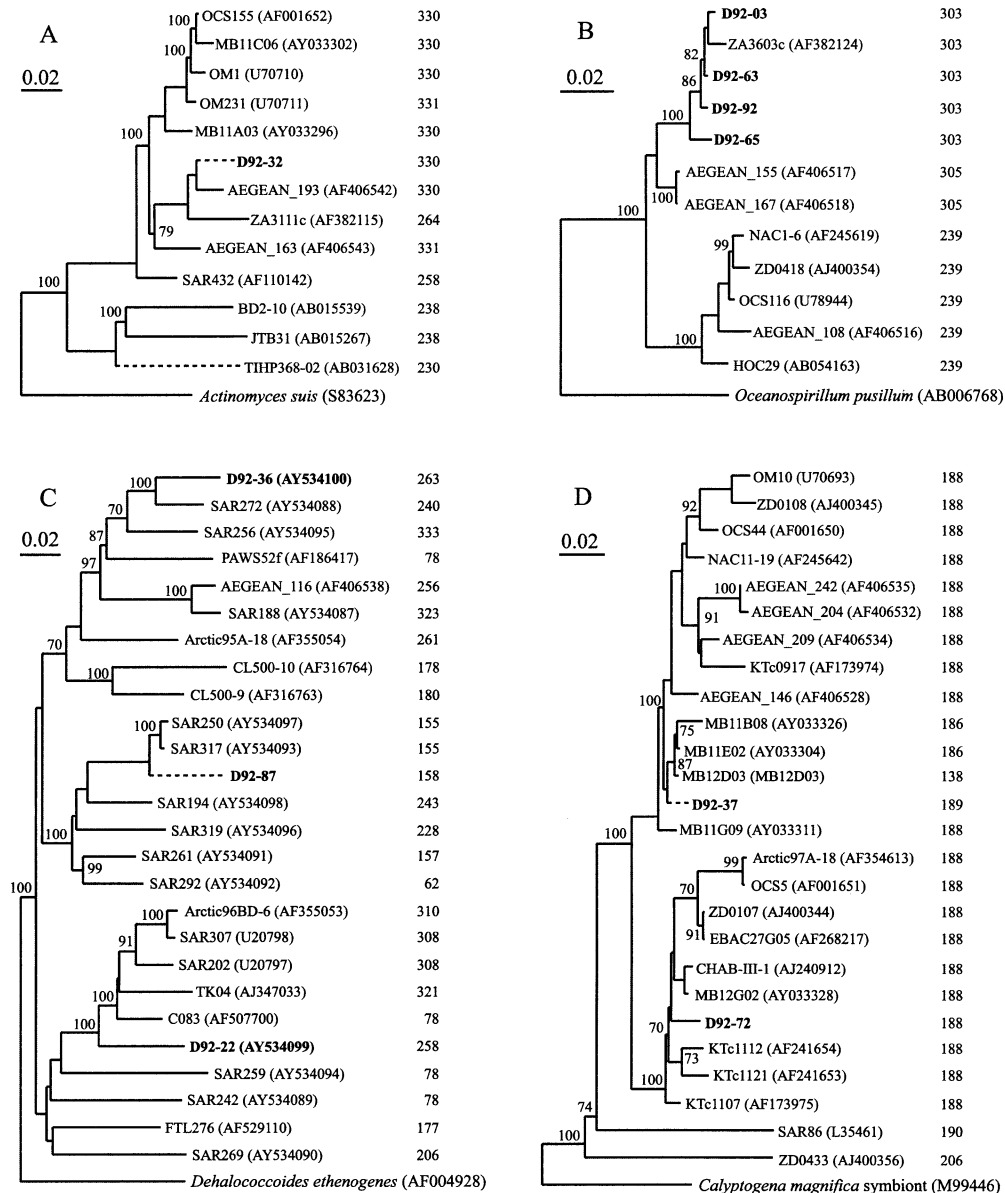 A
0.02
100
OCS155 (AF001652) 330
MB11C06 (AY033302) 330
100
OM1 (U70710) 330
OM231 (U70711) 331
100
MB11A03 (AY033296) 330
D92-32 330
AEGEAN_193 (AF406542) 330
ZA3111c (AF382115) 264
79
AEGEAN_163 (AF406543) 331
SAR432 (AF110142) 258
100
BD2-10 (AB015539) 238
100
JTB31 (AB015267) 238
TIHP368-02 (AB031628) 230
Actinomyces suis (S83623)
B
0.02
D92-03 303
ZA3603c (AF382124) 303
82
D92-63 303
86
D92-92 303
100
D92-65 303
AEGEAN_155 (AF406517) 305
100
AEGEAN_167 (AF406518) 305
100
NAC1-6 (AF245619) 239
99
ZD0418 (AJ400354) 239
OCS116 (U78944) 239
AEGEAN_108 (AF406516) 239
100
HOC29 (AB054163) 239
Oceanospirillum pusillum (AB006768)
C
0.02
100
D92-36 (AY534100) 263
SAR272 (AY534088) 240
70
SAR256 (AY534095) 333
87
PAWS52f (AF186417) 78
97
AEGEAN_116 (AF406538) 256
100
SAR188 (AY534087) 323
70
Arctic95A-18 (AF355054) 261
CL500-10 (AF316764) 178
100
CL500-9 (AF316763) 180
100
SAR250 (AY534097) 155
SAR317 (AY534093) 155
D92-87 158
SAR194 (AY534098) 243
100
SAR319 (AY534096) 228
SAR261 (AY534091) 157
99
SAR292 (AY534092) 62
100
100
Arctic96BD-6 (AF355053) 310
91
SAR307 (U20798) 308
SAR202 (U20797) 308
100
TK04 (AJ347033) 321
100
C083 (AF507700) 78
D92-22 (AY534099) 258
SAR259 (AY534094) 78
SAR242 (AY534089) 78
FTL276 (AF529110) 177
SAR269 (AY534090) 206
Dehalococcoides ethenogenes (AF004928)
D
0.02
OM10 (U70693) 188
92
ZD0108 (AJ400345) 188
OCS44 (AF001650) 188
NAC11-19 (AF245642) 188
100
AEGEAN_242 (AF406535) 188
91
AEGEAN_204 (AF406532) 188
AEGEAN_209 (AF406534) 188
KTc0917 (AF173974) 188
100
AEGEAN_146 (AF406528) 188
MB11B08 (AY033326) 186
75
MB11E02 (AY033304) 186
87
MB12D03 (MB12D03) 138
D92-37 189
100
MB11G09 (AY033311) 188
99
Arctic97A-18 (AF354613) 188
70
OCS5 (AF001651) 188
ZD0107 (AJ400344) 188
91
EBAC27G05 (AF268217) 188
CHAB-III-1 (AJ240912) 188
MB12G02 (AY033328) 188
70
D92-72 188
KTc1112 (AF241654) 188
73
KTc1121 (AF241653) 188
100
KTc1107 (AF173975) 188
74
SAR86 (L35461) 190
100
ZD0433 (AJ400356) 206
Calyptogena magnifica symbiont (M99446)